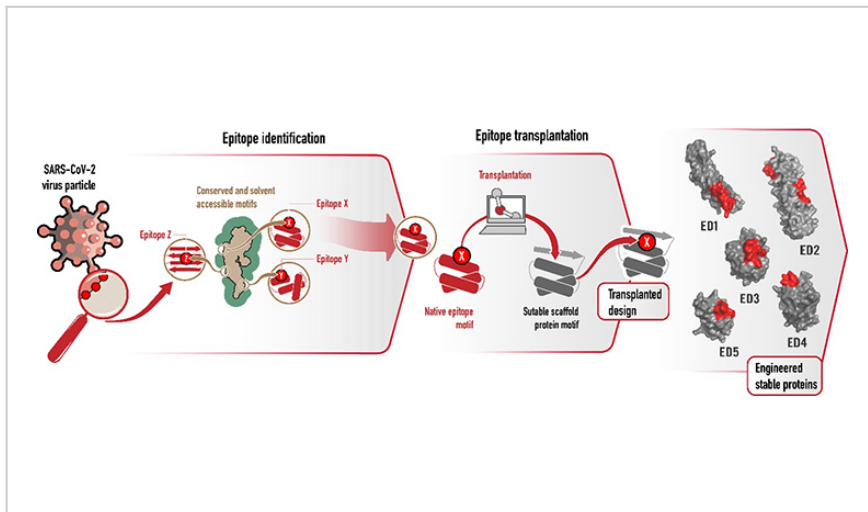 Epitope identification
SARS-CoV-2
virus particle
Conserved and solvent
accessible motifs
Epitope X
X
Epitope Z
Z
Y
Epitope Y
X
Epitope transplantation
Transplantation
X
Native epitope
motif
Sutable scaffold
protein motif
X
Transplanted
design
ED1
ED2
ED3
ED5
ED4
Engineered
stable proteins